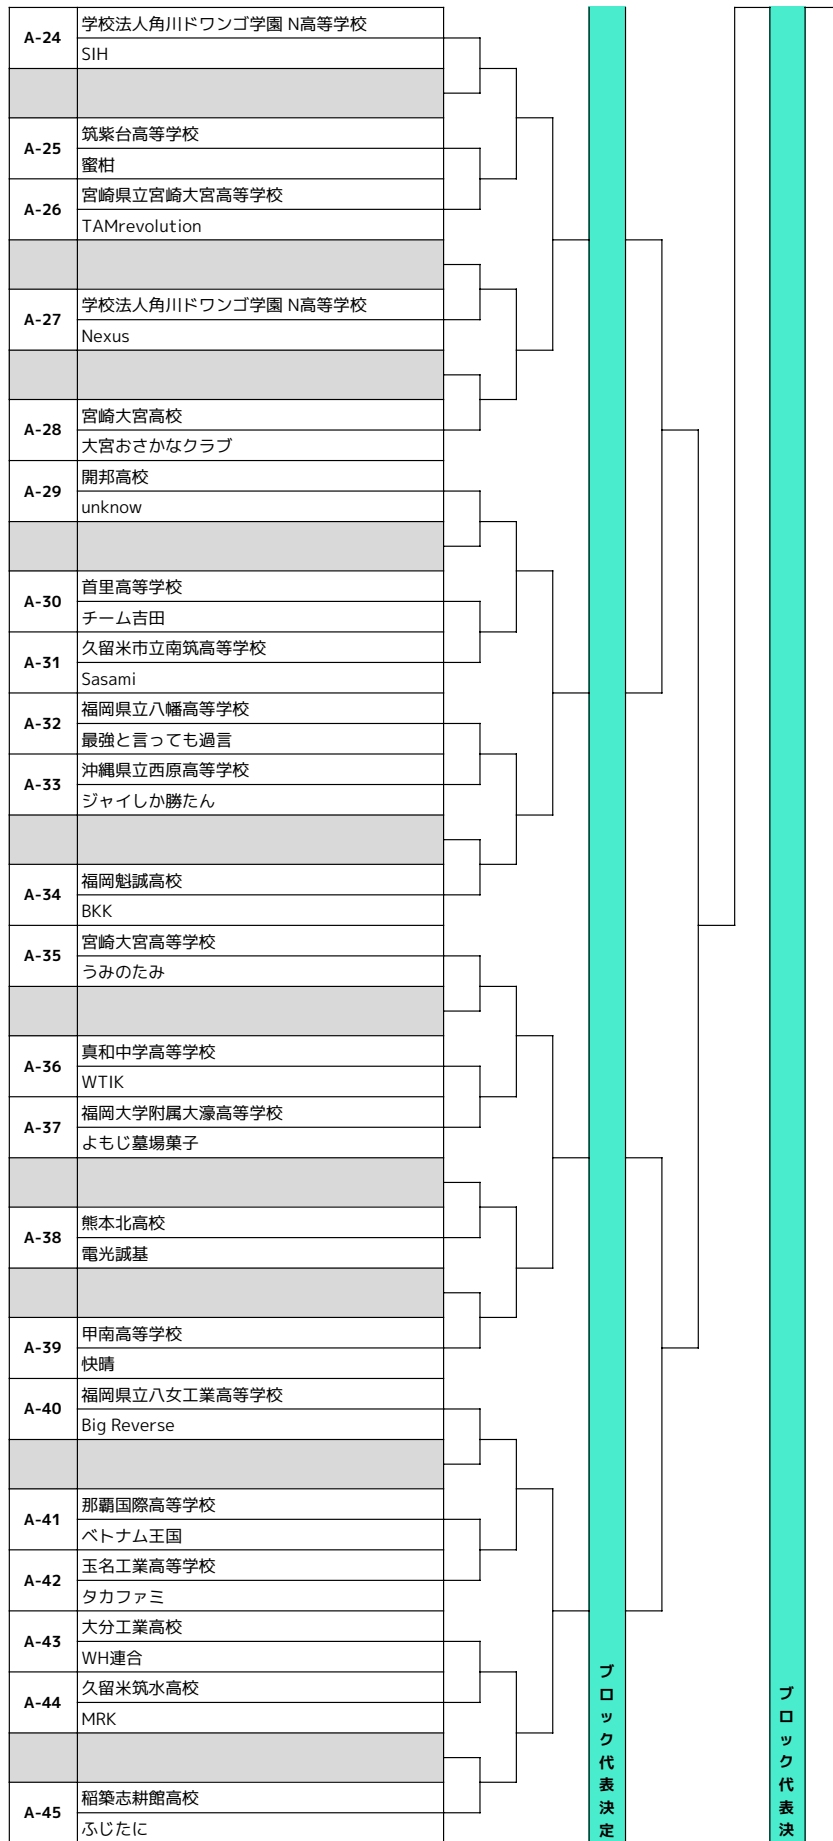 A-24
学校法人角川ドワンゴ学園 N高等学校
SIH
A-25
筑紫台高等学校
蜜柑
A-26
宮崎県立宮崎大宮高等学校
TAMrevolution
A-27
学校法人角川ドワンゴ学園 N高等学校
Nexus
A-28
宮崎大宮高校
大宮おさかなクラブ
A-29
開邦高校
unknow
A-30
首里高等学校
チーム吉田
A-31
久留米市立南筑高等学校
Sasami
A-32
福岡県立八幡高等学校
最強と言っても過言
A-33
沖縄県立西原高等学校
ジャイしか勝たん
A-34
福岡魁誠高校
BKK
A-35
宮崎大宮高等学校
うみのたみ
A-36
真和中学高等学校
WTIK
A-37
福岡大学附属大濠高等学校
よもじ墓場菓子
A-38
熊本北高校
電光誠基
A-39
甲南高等学校
快晴
A-40
福岡県立八女工業高等学校
Big Reverse
A-41
那覇国際高等学校
ベトナム王国
A-42
玉名工業高等学校
タカファミ
A-43
大分工業高校
WH連合
A-44
久留米筑水高校
MRK
A-45
稲築志耕館高校
ふじたに
ブロック代表決定
ブロック代表決